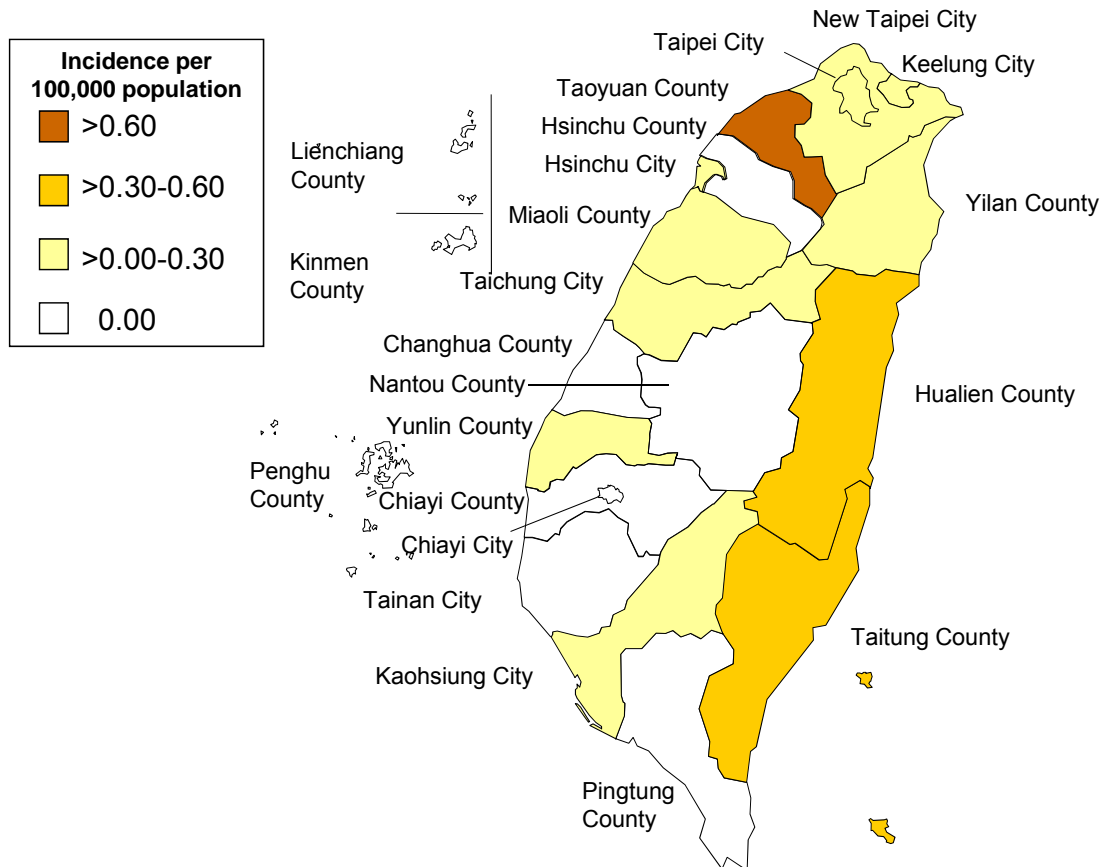 Incidence per
100,000 population
>0.60
>0.30-0.60
>0.00-0.30
0.00
New Taipei City
Taipei City
Keelung City
Taoyuan County
Hsinchu County
Hsinchu City
Lienchiang
County
Miaoli County
Yilan County
Kinmen
County
Taichung City
Changhua County
Nantou County
Hualien County
Yunlin County
Penghu
County
Chiayi County
Chiayi City
Tainan City
Taitung County
Kaohsiung City
Pingtung
County